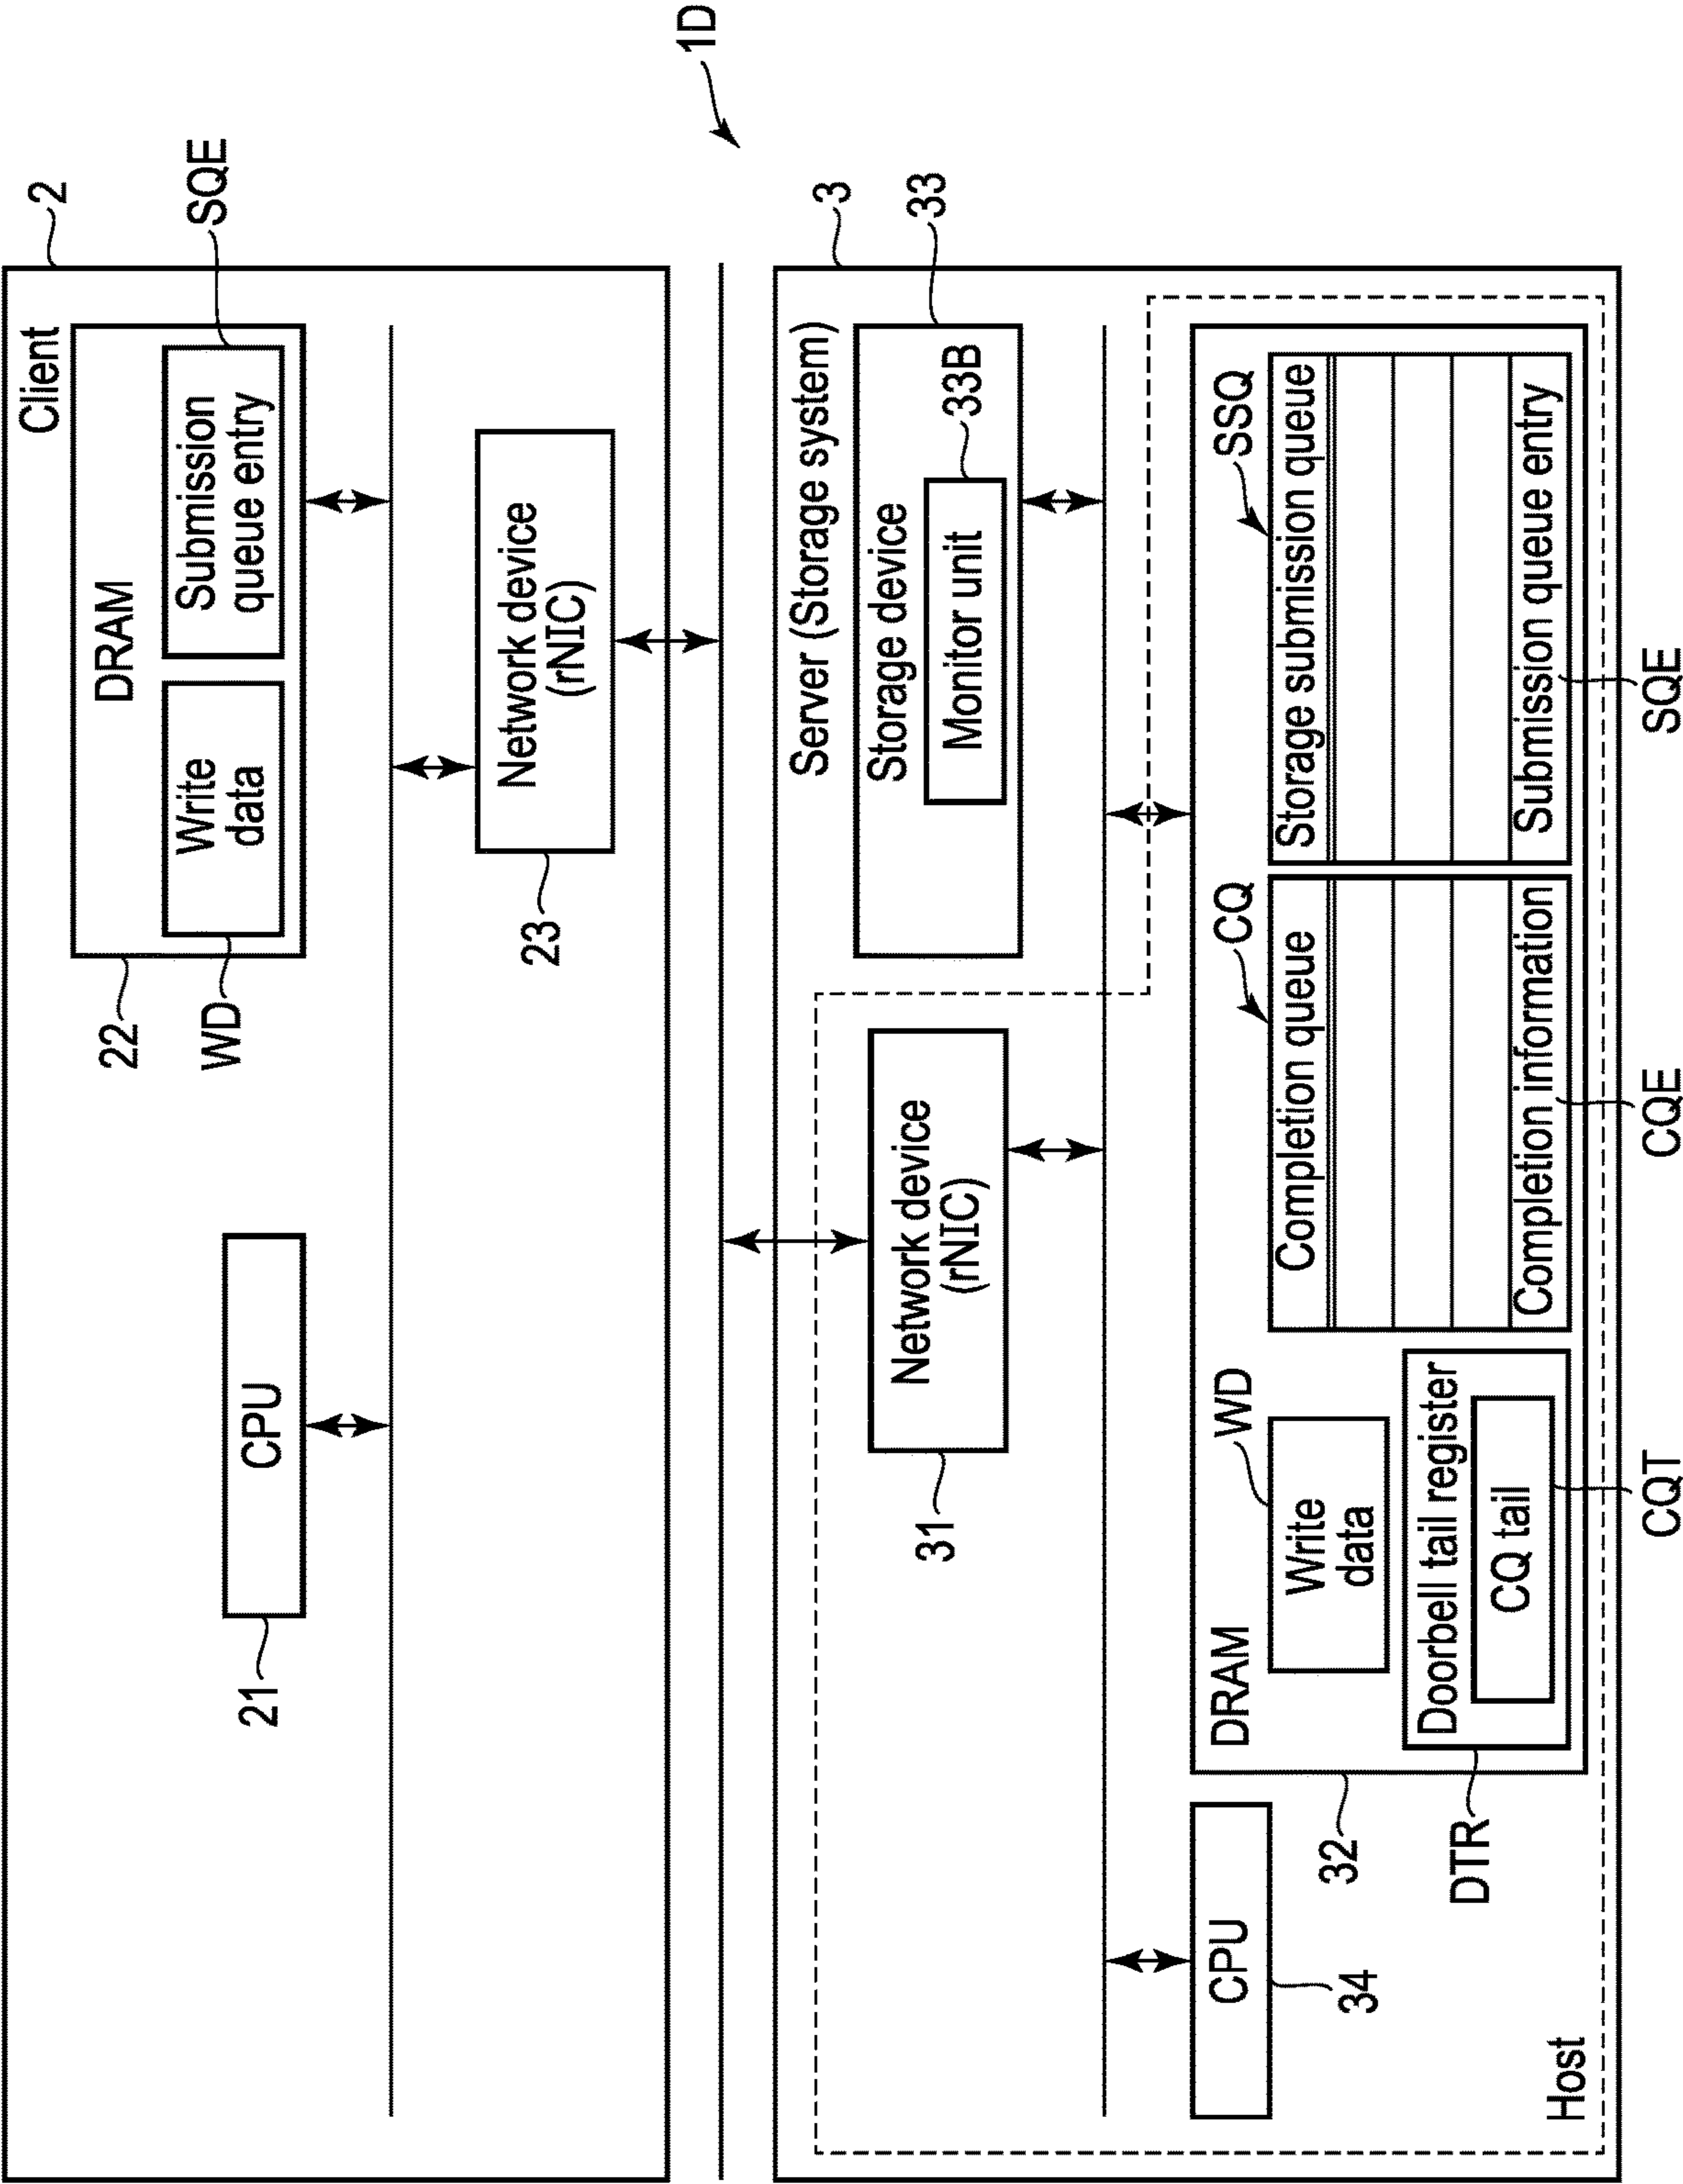 1D
2
Client
21
CPU
22
DRAM
WD
Write
data
SQE
Submission
queue entry
23
Network device
(rNIC)
3
Server (Storage system)
31
Network device
(rNIC)
33
Storage device
33B
Monitor unit
34
CPU
32
DRAM
WD
Write
data
DTR
Doorbell tail register
CQ tail
CQT
CQ
Completion queue
Completion information
CQE
SSQ
Storage submission queue
Submission queue entry
SQE
Host